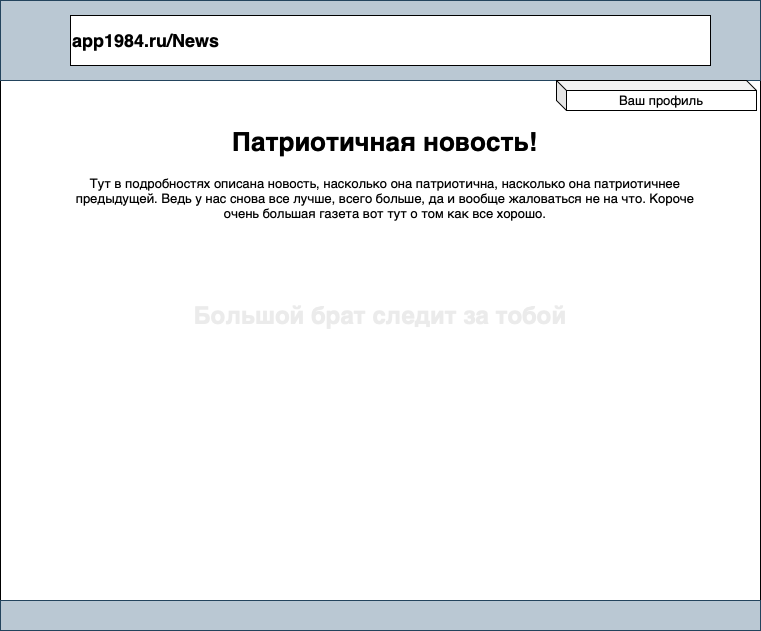 app1984.ru/News
Ваш профиль
Патриотичная новость!
Тут в подробностях описана новость, насколько она патриотична, насколько она патриотичнее
предыдущей. Ведь у нас снова все лучше, всего больше, да и вообще жаловаться не на что. Короче
очень большая газета вот тут о том как все хорошо.
Большой брат следит за тобой